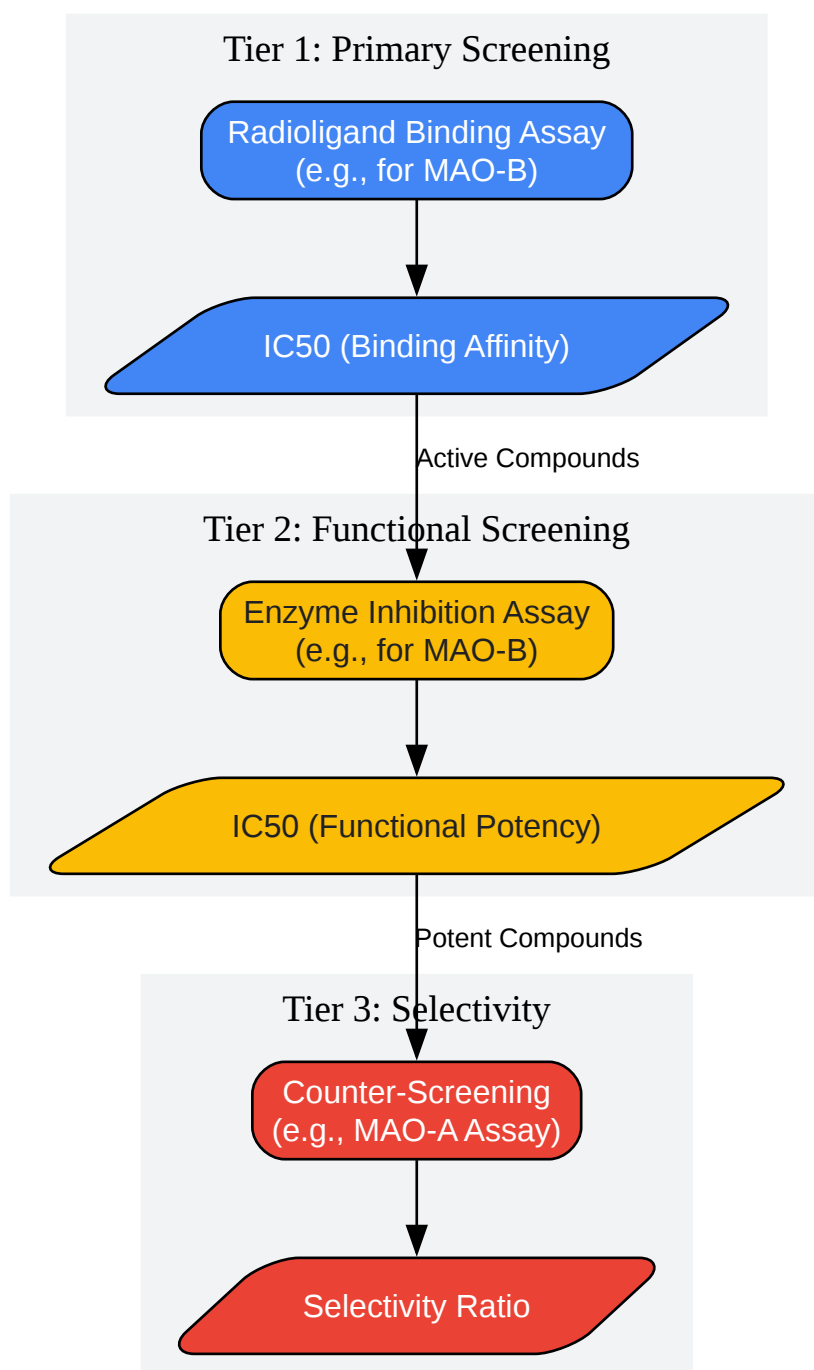 Tier 1: Primary Screening
Radioligand Binding Assay
(e.g., for MAO-B)
IC50 (Binding Affinity)
Active Compounds
Tier 2: Functional Screening
Enzyme Inhibition Assay
(e.g., for MAO-B)
IC50 (Functional Potency)
Potent Compounds
Tier 3: Selectivity
Counter-Screening
(e.g., MAO-A Assay)
Selectivity Ratio